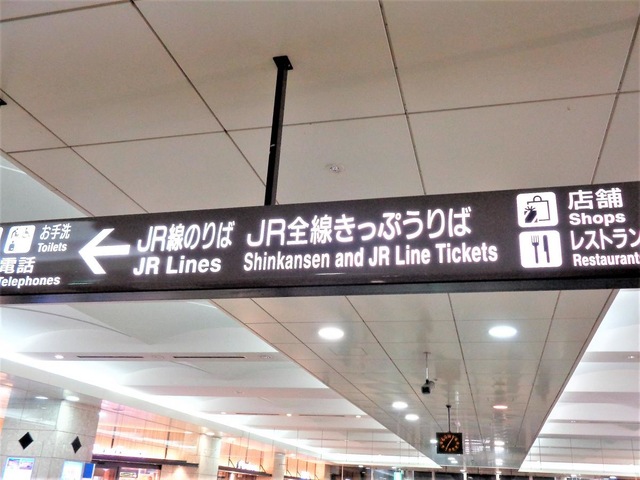 お手洗
Toilets
電話
Telephones
JR線のりば
JR Lines
JR全線きっぷうりば
Shinkansen and JR Line Tickets
店舗
Shops
レストラン
Restaurants